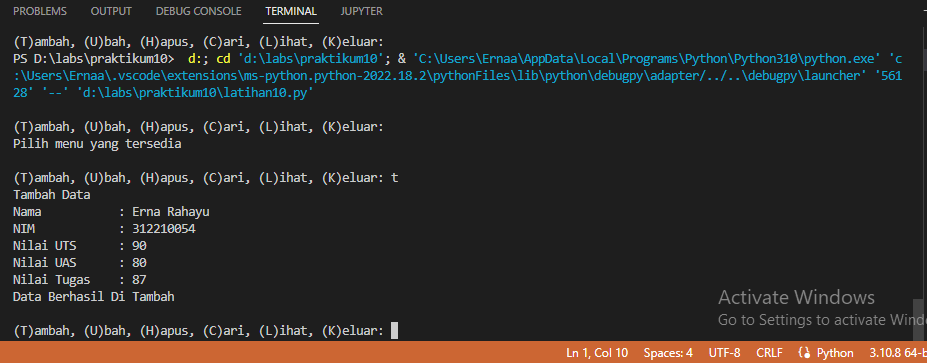 PROBLEMS OUTPUT DEBUG CONSOLE TERMINAL JUPYTER
(T)ambah, (U)bah, (H)apus, (C)ari, (L)ihat, (K)eluar:
PS D:\labs\praktikum10>  d:; cd 'd:\labs\praktikum10'; & 'C:\Users\Ernaa\AppData\Local\Programs\Python\Python310\python.exe' 'c
:\Users\Ernaa\.vscode\extensions\ms-python.python-2022.18.2\pythonFiles\lib\python\debugpy\adapter/../..\debugpy\launcher' '561
28' '--' 'd:\labs\praktikum10\latihan10.py'
(T)ambah, (U)bah, (H)apus, (C)ari, (L)ihat, (K)eluar:
Pilih menu yang tersedia
(T)ambah, (U)bah, (H)apus, (C)ari, (L)ihat, (K)eluar: t
Tambah Data
Nama : Erna Rahayu
NIM : 312210054
Nilai UTS : 90
Nilai UAS : 80
Nilai Tugas : 87
Data Berhasil Di Tambah
(T)ambah, (U)bah, (H)apus, (C)ari, (L)ihat, (K)eluar:
Activate Windows
Go to Settings to activate Wind
Ln 1, Col 10 Spaces: 4 UTF-8 CRLF Python 3.10.8 64-b